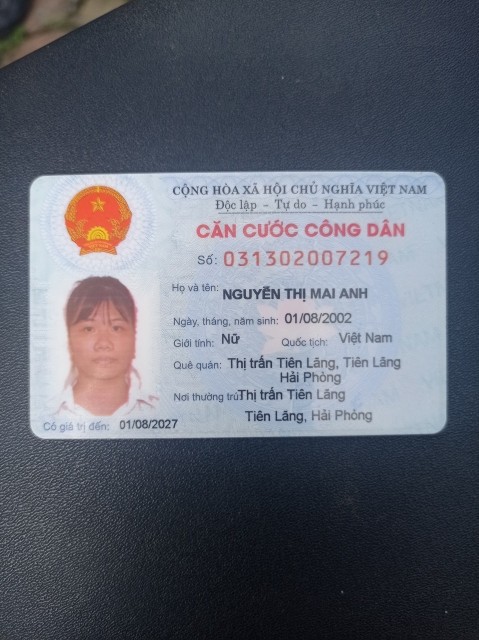 CỘNG HÒA XÃ HỘI CHỦ NGHĨA VIỆT NAM
Độc lập - Tự do - Hạnh phúc
CĂN CƯỚC CÔNG DÂN
Số: 031302007219
Họ và tên: NGUYỄN THỊ MAI ANH
Ngày, tháng, năm sinh: 01/08/2002
Giới tính: Nữ Quốc tịch: Việt Nam
Quê quán: Thị trấn Tiên Lãng, Tiên Lãng
Hải Phòng
Nơi thường trú: Thị trấn Tiên Lãng
Tiên Lãng, Hải Phòng
Có giá trị đến: 01/08/2027